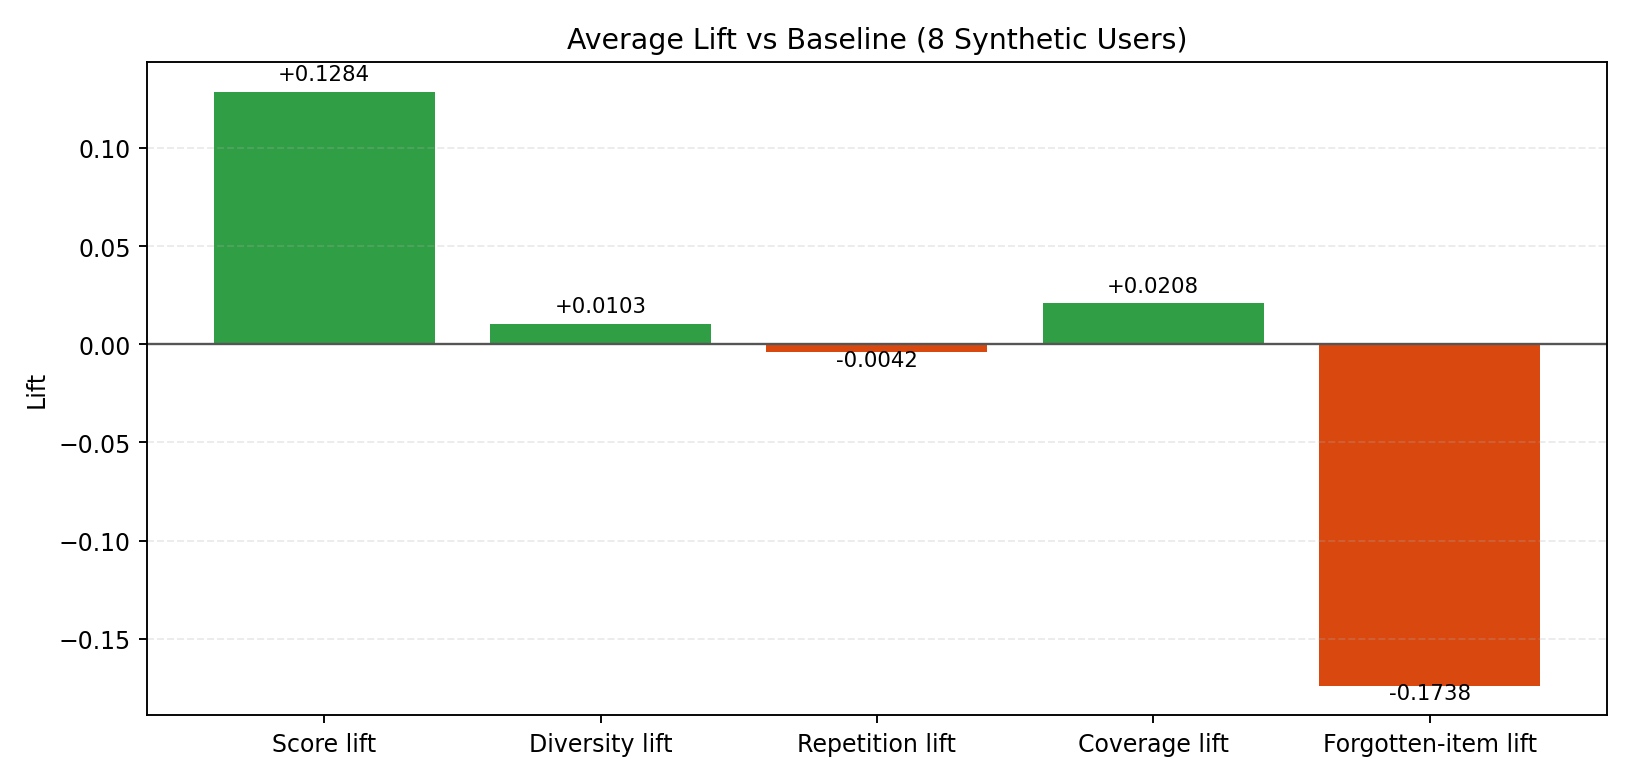 Average Lift vs Baseline (8 Synthetic Users)
+0.1284
0.10
0.05
+0.0103
+0.0208
0.00
-0.0042
Lift
−0.05
−0.10
−0.15
-0.1738
Score lift
Diversity lift
Repetition lift
Coverage lift
Forgotten-item lift